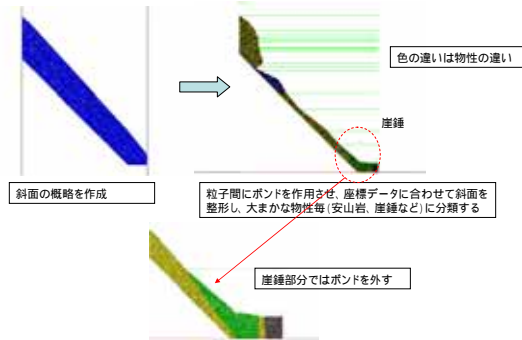 色の違いは物性の違い
崖錘
斜面の概略を作成
粒子間にボンドを作用させ、座標データに合わせて斜面を
整形し、大まかな物性毎(安山岩、崖錘など)に分類する
崖錘部分ではボンドを外す